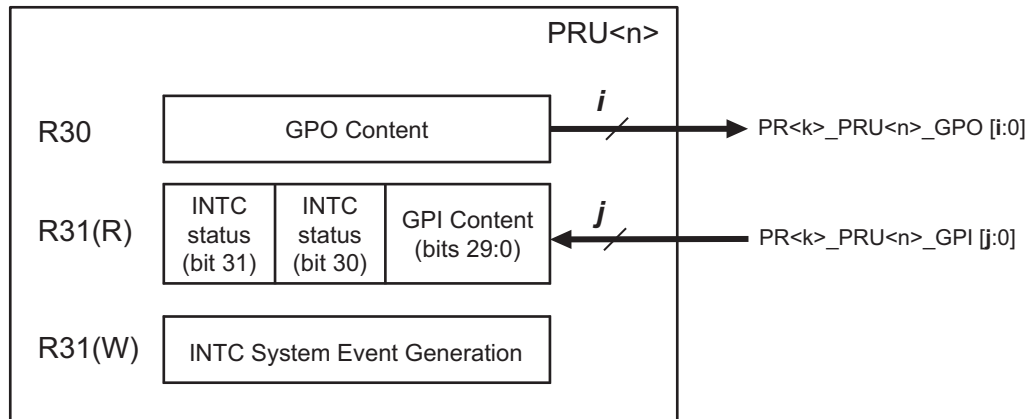 PRU<n>
R30
GPO Content
i
PR<k>_PRU<n>_GPO [i:0]
R31(R)
INTC
status
(bit 31)
INTC
status
(bit 30)
GPI Content
(bits 29:0)
j
PR<k>_PRU<n>_GPI [j:0]
R31(W)
INTC System Event Generation